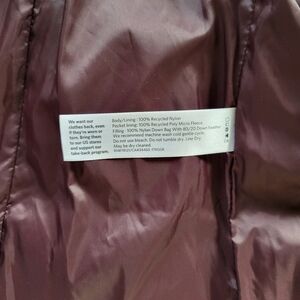 We want our
clothes back, even
if they're worn or
torn. Bring them
to our US stores
and support our
take-back program.
Body/Lining : 100% Recycled Nylon
Pocket lining: 100% Recycled Poly Micro Fleece
Filling : 100% Nylon Down Bag With 80/20 Down feather
We recommend machine wash cold gentle cycle.
Do not use bleach. Do not tumble dry. Line Dry.
May be dry cleaned.